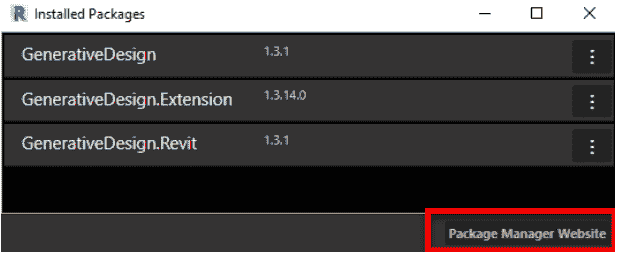 R Installed Packages
GenerativeDesign 1.3.1
GenerativeDesign.Extension 1.3.14.0
GenerativeDesign.Revit 1.3.1
Package Manager Website